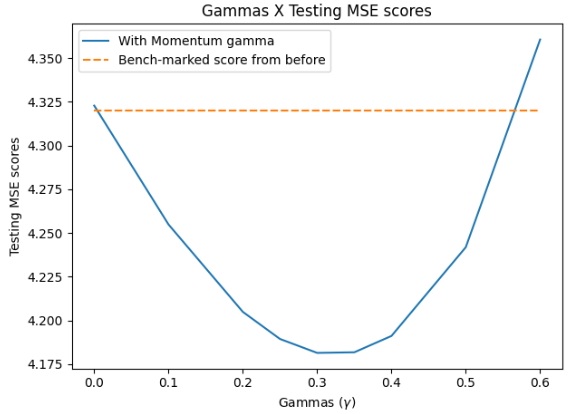 Gammas X Testing MSE scores
With Momentum gamma
Bench-marked score from before
Testing MSE scores
4.350
4.325
4.300
4.275
4.250
4.225
4.200
4.175
0.0 0.1 0.2 0.3 0.4 0.5 0.6
Gammas (γ)